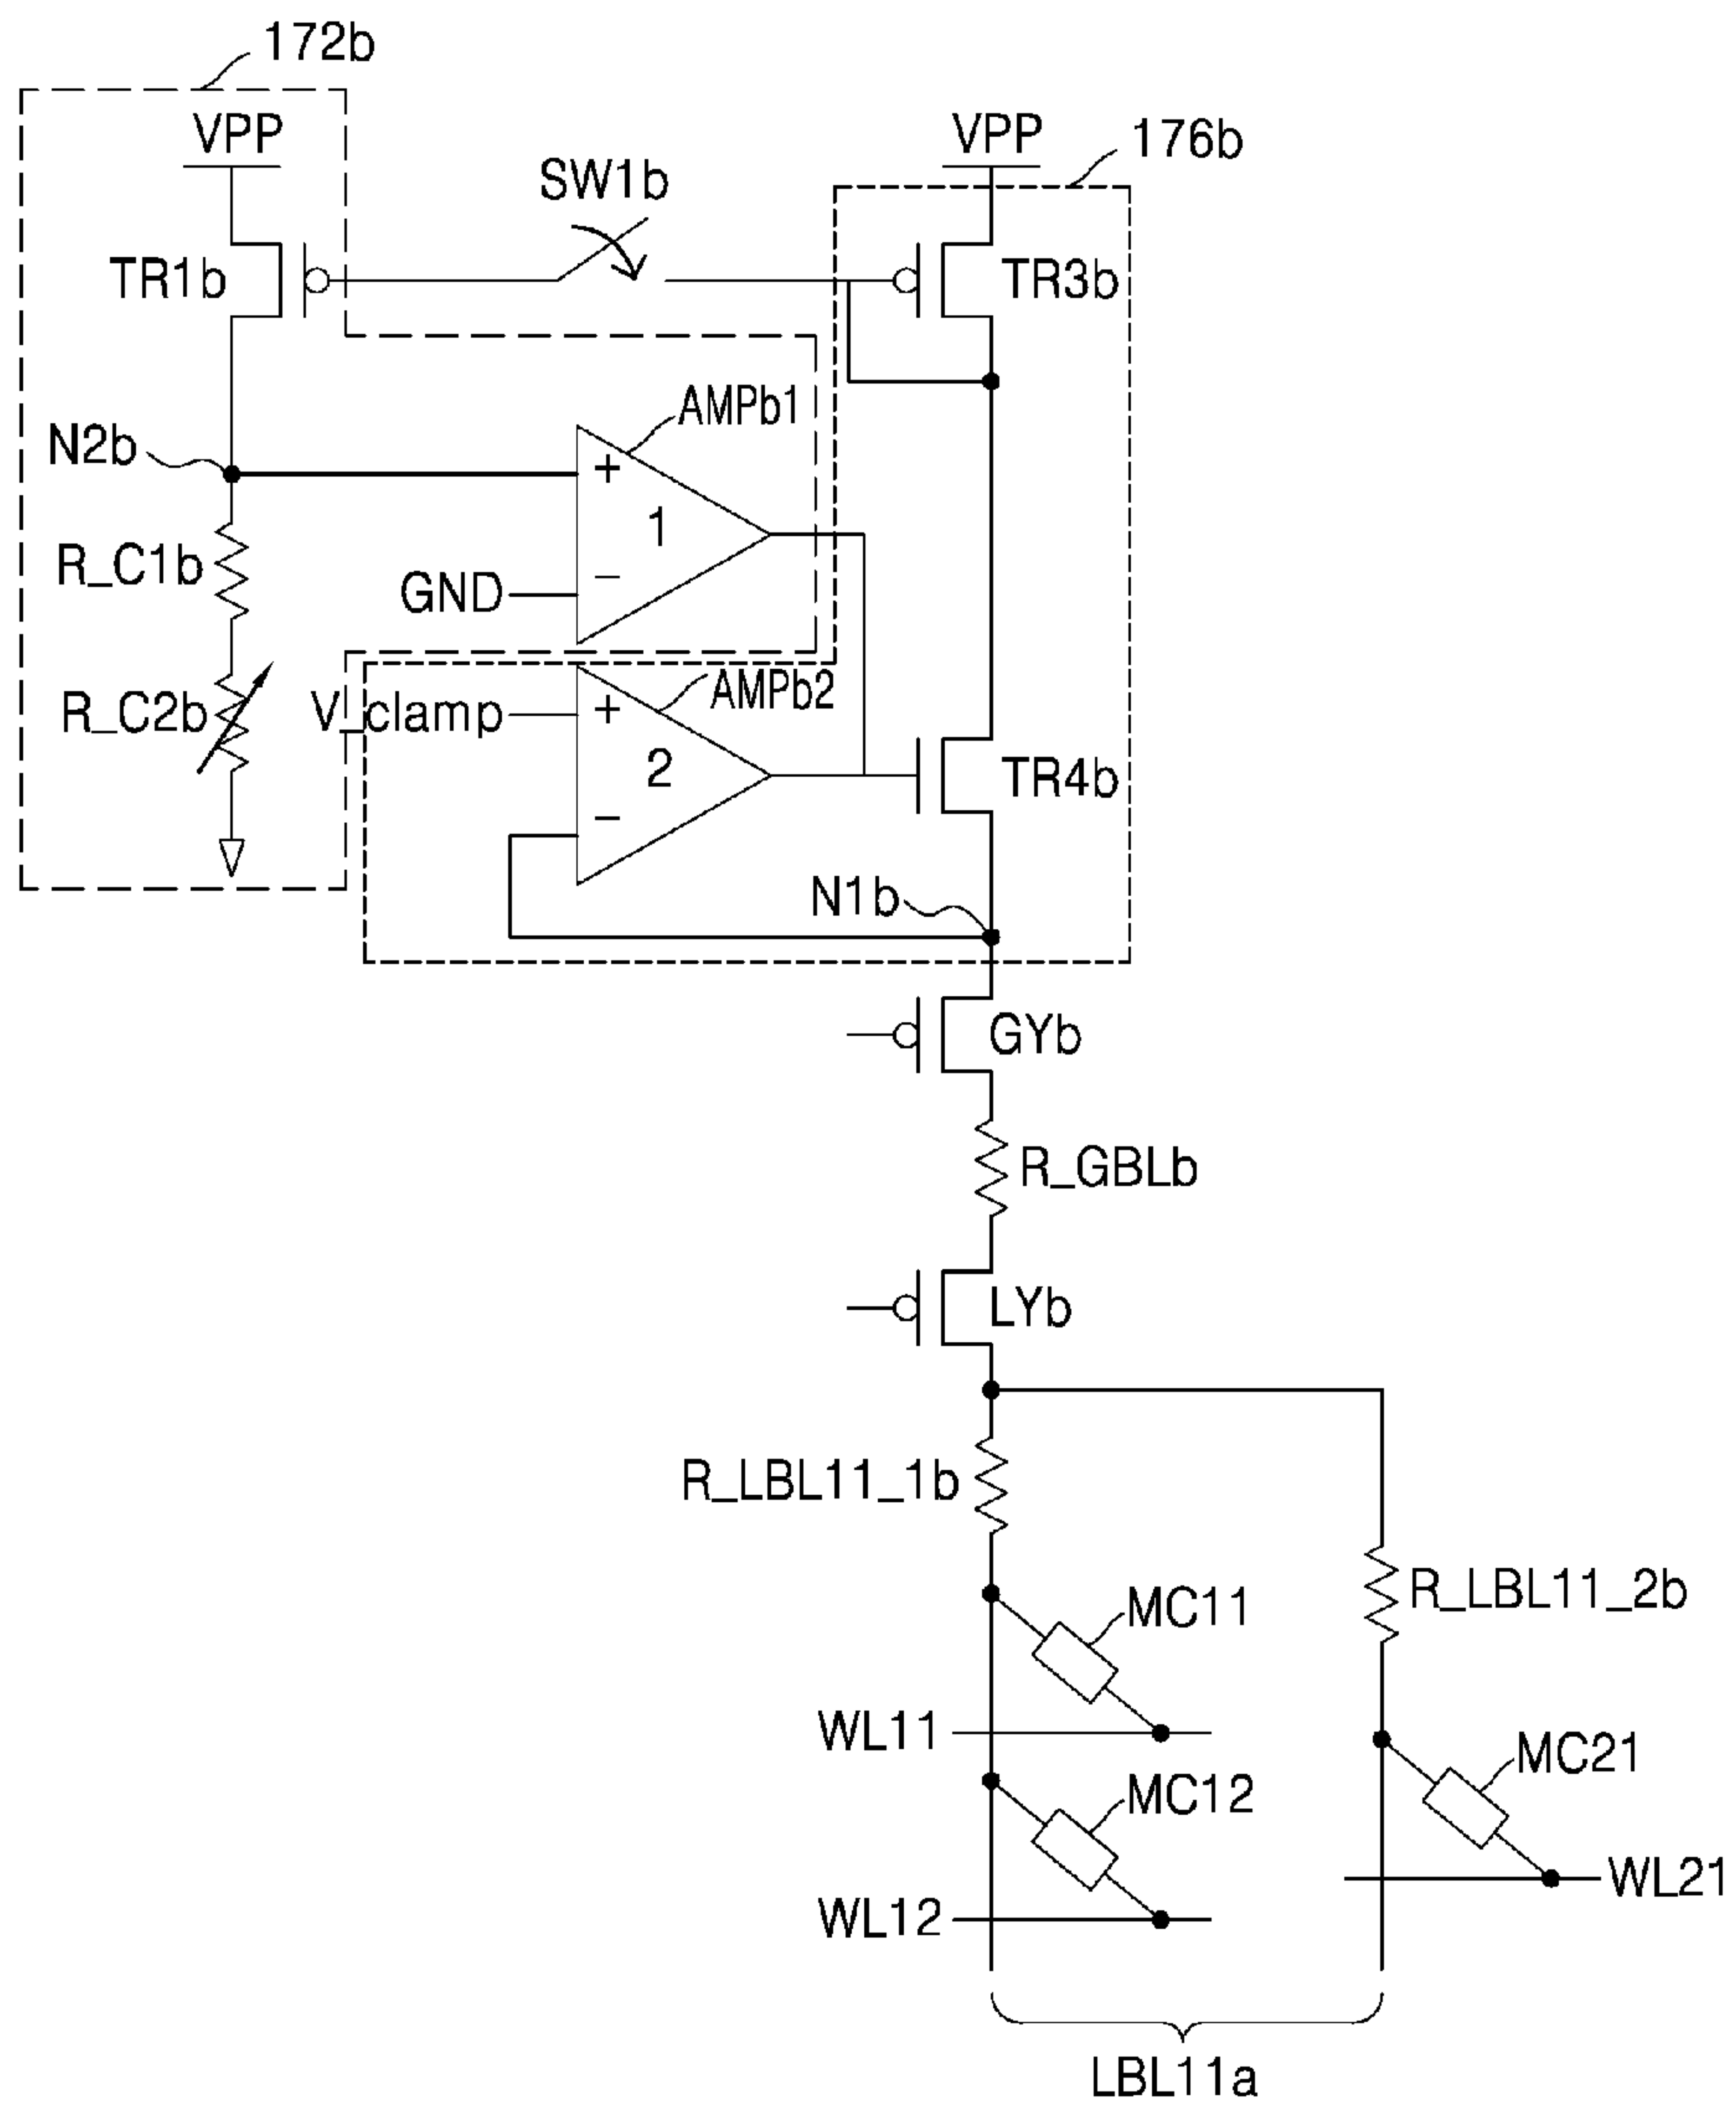 172b
VPP
VPP
176b
SW1b
TR1b
TR3b
AMPb1
N2b
+
1
R_C1b
GND
−
AMPb2
R_C2b
V_clamp
+
2
TR4b
−
N1b
GYb
R_GBLb
LYb
R_LBL11_1b
R_LBL11_2b
MC11
WL11
MC21
MC12
WL21
WL12
LBL11a